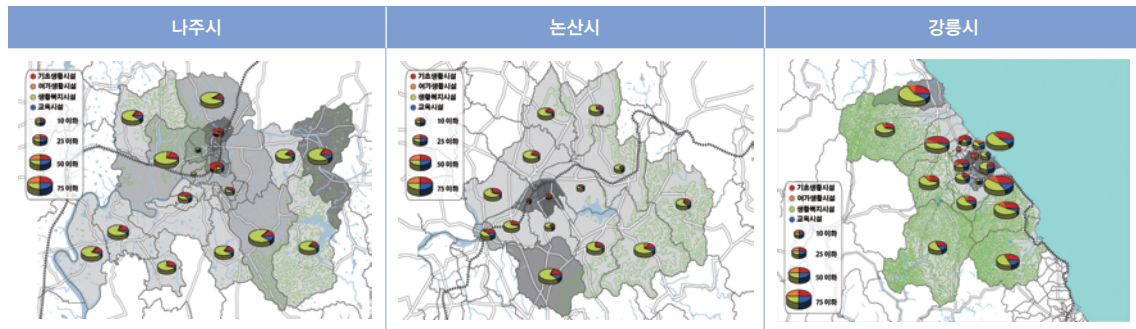 나주시
논산시
강릉시
기초생활시설
여가생활시설
생활복지시설
교육시설
10 이하
25 이하
50 이하
75 이하
기초생활시설
여가생활시설
생활복지시설
교육시설
10 이하
25 이하
50 이하
75 이하
기초생활시설
여가생활시설
생활복지시설
교육시설
10 이하
25 이하
50 이하
75 이하